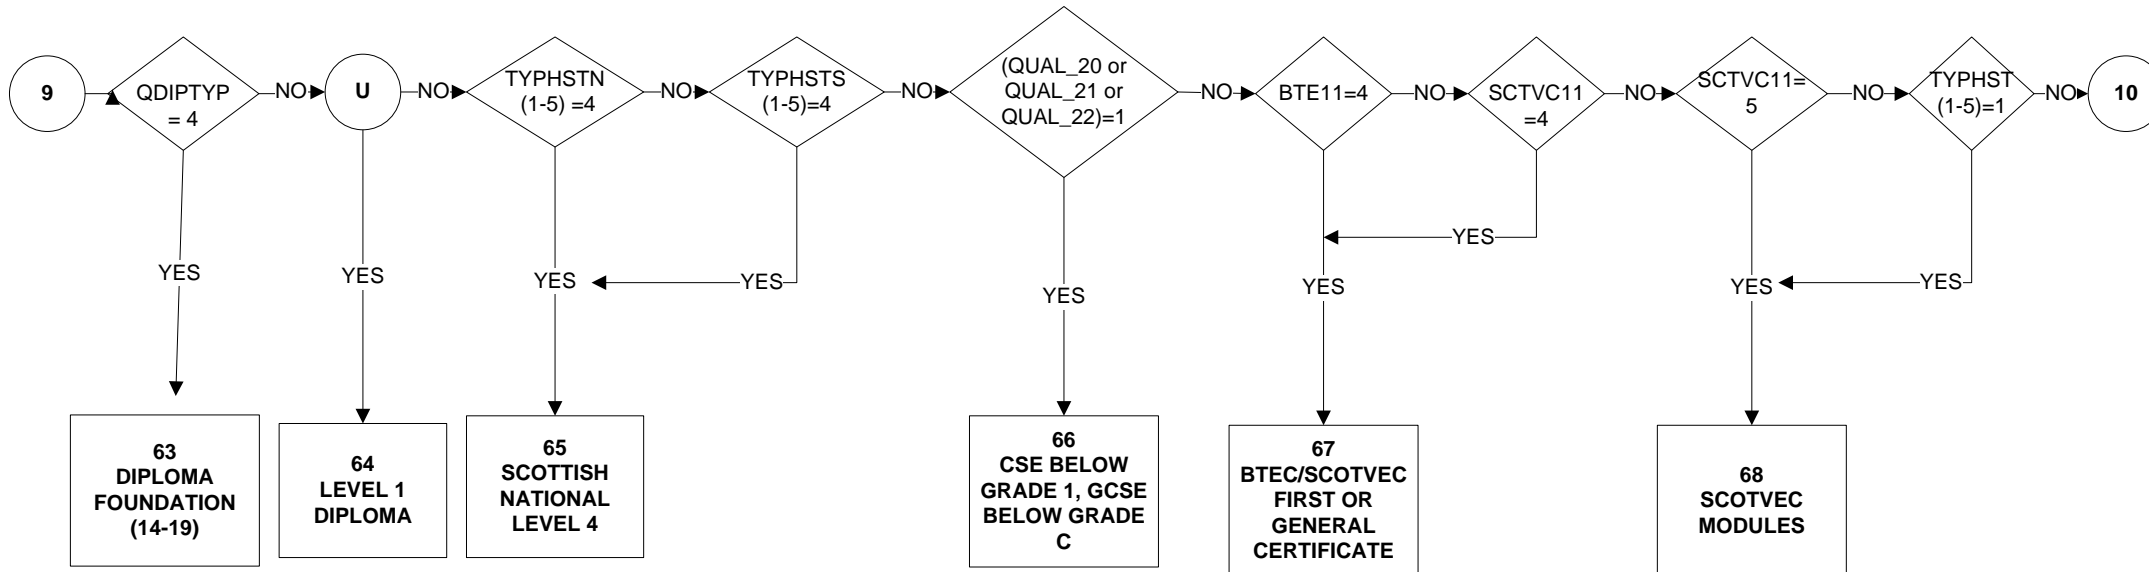 9
QDIPTYP
= 4
NO
U
NO
TYPHSTN
(1-5) =4
NO
TYPHSTS
(1-5)=4
NO
(QUAL_20 or
QUAL_21 or
QUAL_22)=1
NO
BTE11=4
NO
SCTVC11
=4
NO
SCTVC11=
5
NO
TYPHST
(1-5)=1
NO
10
YES
YES
YES
YES
YES
YES
YES
YES
YES
63
DIPLOMA
FOUNDATION
(14-19)
64
LEVEL 1
DIPLOMA
65
SCOTTISH
NATIONAL
LEVEL 4
66
CSE BELOW
GRADE 1, GCSE
BELOW GRADE
C
67
BTEC/SCOTVEC
FIRST OR
GENERAL
CERTIFICATE
68
SCOTVEC
MODULES